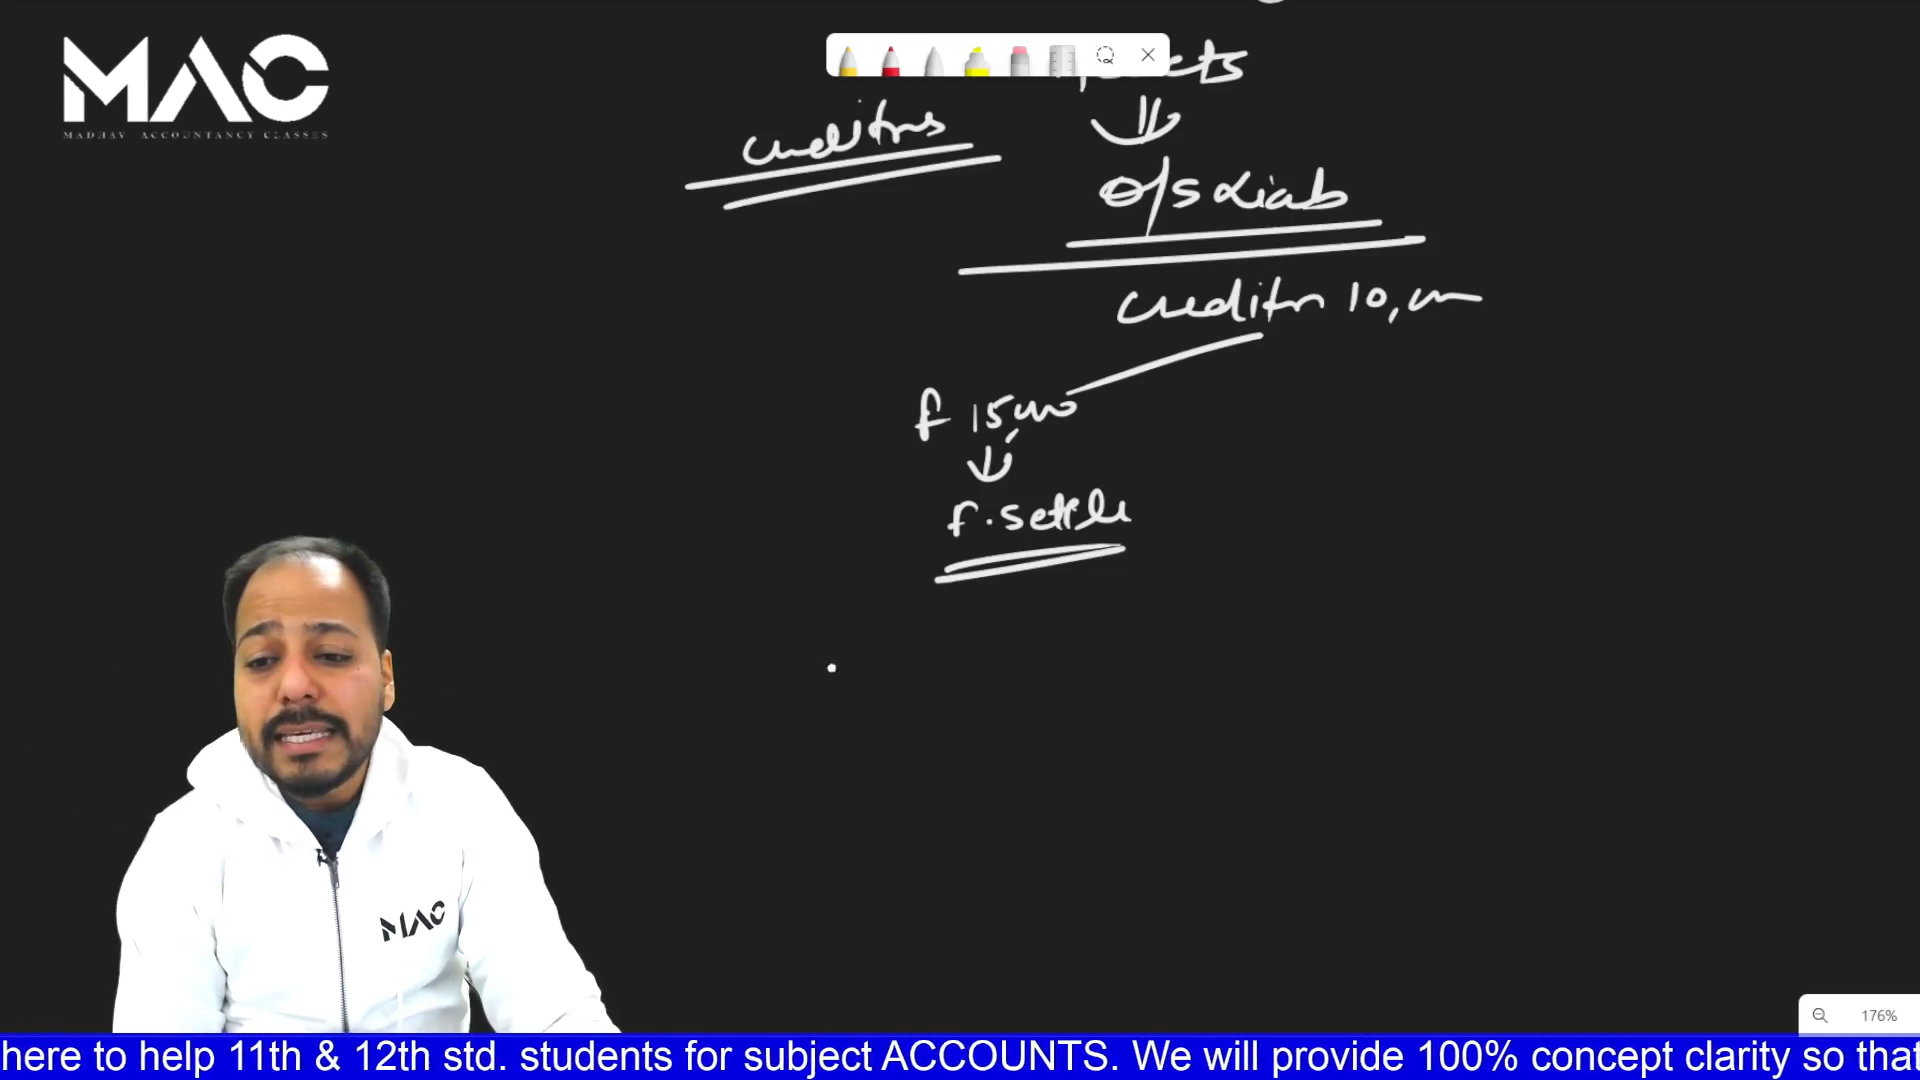 MAC
MADHAV ACCOUNTANCY CLASSES
creditors
O/S Liab
creditor 10,000
f 15,000
f. settle
MAC
176%
here to help 11th & 12th std. students for subject ACCOUNTS. We will provide 100% concept clarity so that